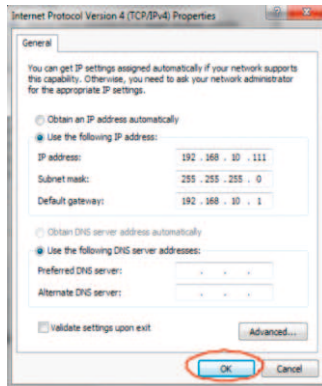 Internet Protocol Version 4 (TCP/IPv4) Properties
General
You can get IP settings assigned automatically if your network supports
this capability. Otherwise, you need to ask your network administrator
for the appropriate IP settings.
Obtain an IP address automatically
Use the following IP address:
IP address: 192 . 168 . 10 . 111
Subnet mask: 255 . 255 . 255 . 0
Default gateway: 192 . 168 . 10 . 1
Obtain DNS server address automatically
Use the following DNS server addresses:
Preferred DNS server: . . .
Alternate DNS server: . . .
Validate settings upon exit
Advanced...
OK Cancel